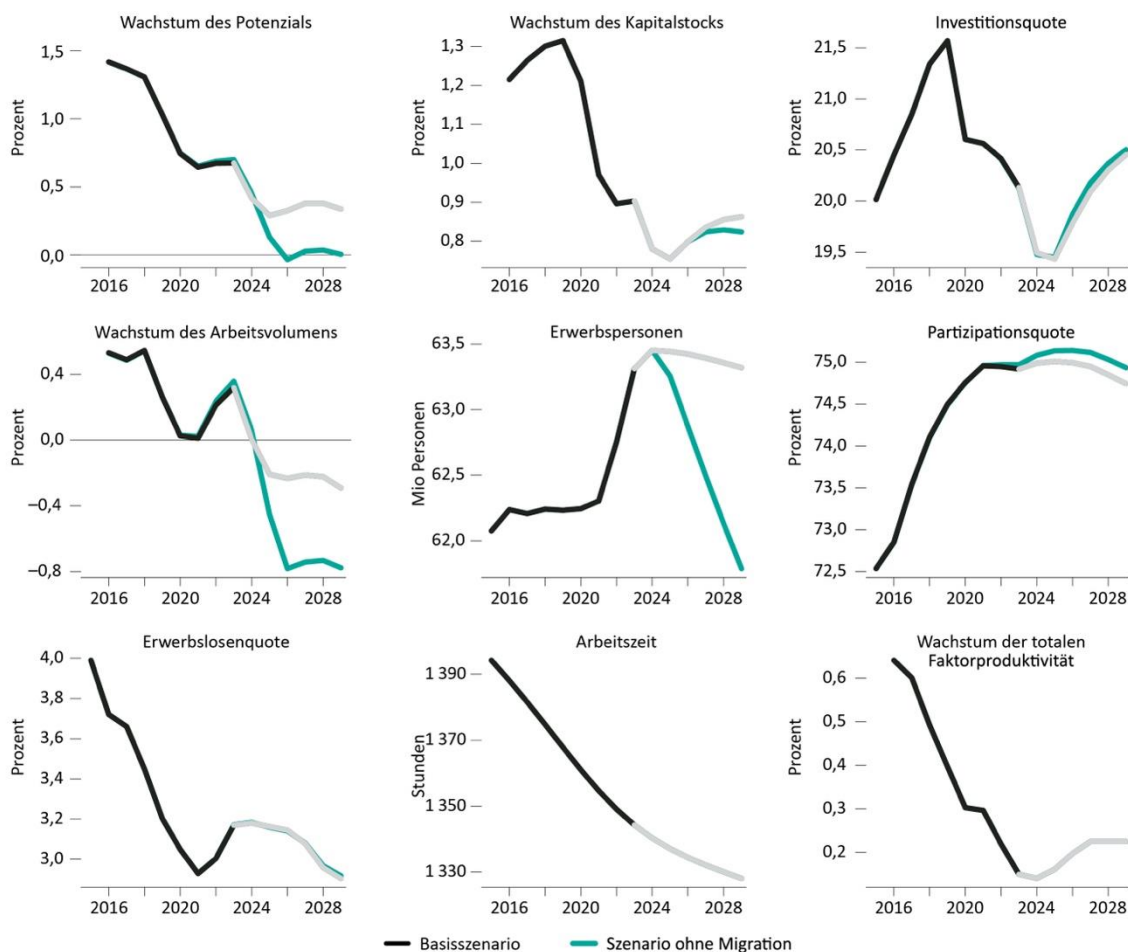 Wachstum des Potenzials
Prozent
1,5
1,0
0,5
0,0
2016 2020 2024 2028
Wachstum des Kapitalstocks
Prozent
1,3
1,2
1,1
1,0
0,9
0,8
2016 2020 2024 2028
Investitionsquote
Prozent
21,5
21,0
20,5
20,0
19,5
2016 2020 2024 2028
Wachstum des Arbeitsvolumens
Prozent
0,4
0,0
−0,4
−0,8
2016 2020 2024 2028
Erwerbspersonen
Mio Personen
63,5
63,0
62,5
62,0
2016 2020 2024 2028
Partizipationsquote
Prozent
75,0
74,5
74,0
73,5
73,0
72,5
2016 2020 2024 2028
Erwerbslosenquote
Prozent
4,0
3,8
3,6
3,4
3,2
3,0
2016 2020 2024 2028
Arbeitszeit
Stunden
1 390
1 370
1 350
1 330
2016 2020 2024 2028
Wachstum der totalen
Faktorproduktivität
Prozent
0,6
0,5
0,4
0,3
0,2
2016 2020 2024 2028
Basisszenario
Szenario ohne Migration